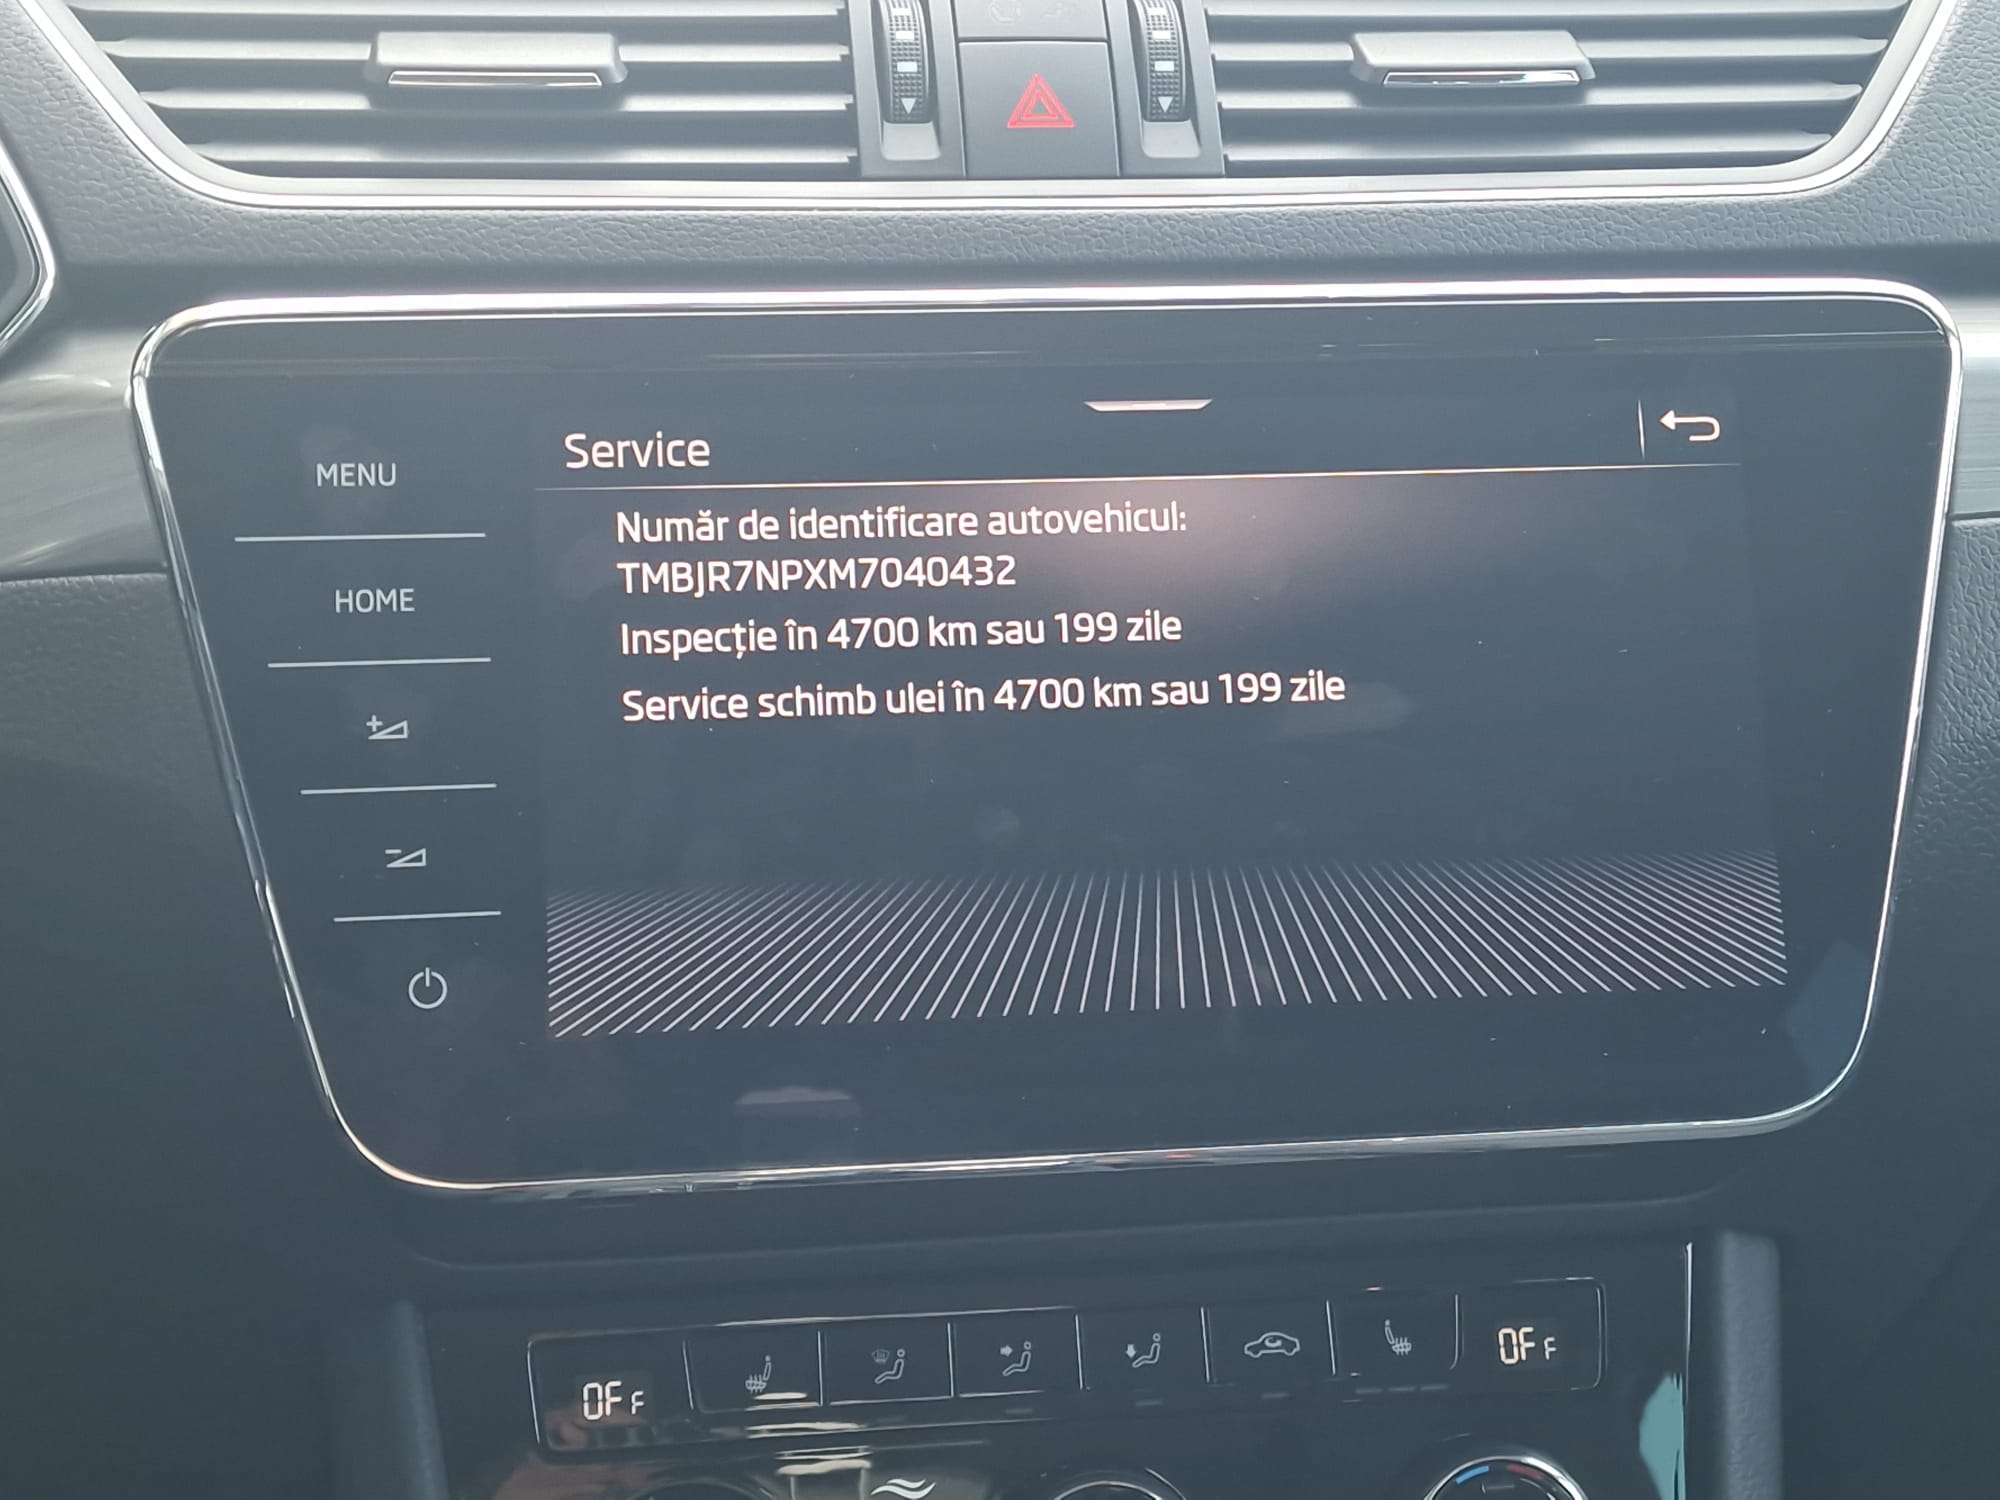 Service
MENU
Număr de identificare autovehicul:
TMBJR7NPXM7040432
HOME
Inspecție în 4700 km sau 199 zile
Service schimb ulei în 4700 km sau 199 zile
OFF
OFF